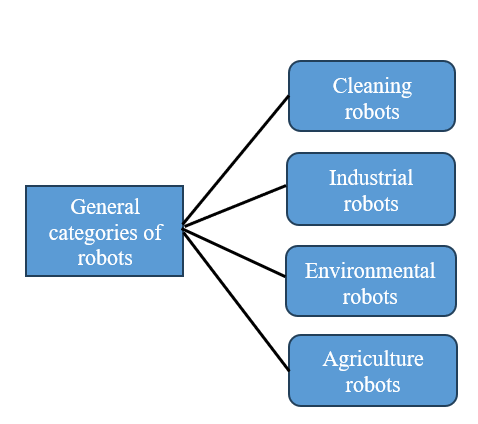 General
categories of
robots
Cleaning
robots
Industrial
robots
Environmental
robots
Agriculture
robots